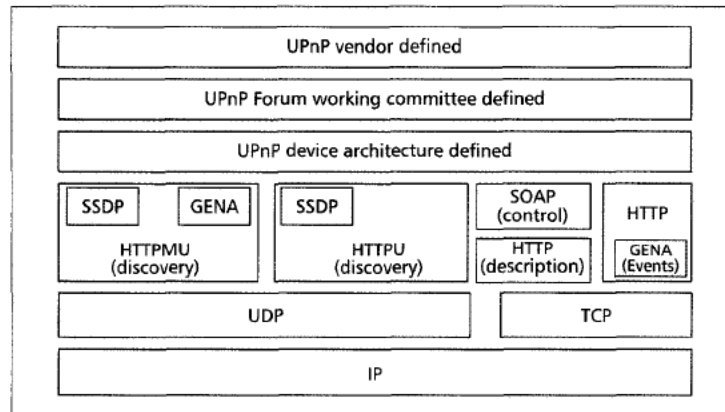 UPnP vendor defined
UPnP Forum working committee defined
UPnP device architecture defined
SSDP
GENA
HTTPMU
(discovery)
SSDP
HTTPU
(discovery)
SOAP
(control)
HTTP
(description)
HTTP
GENA
(Events)
UDP
TCP
IP